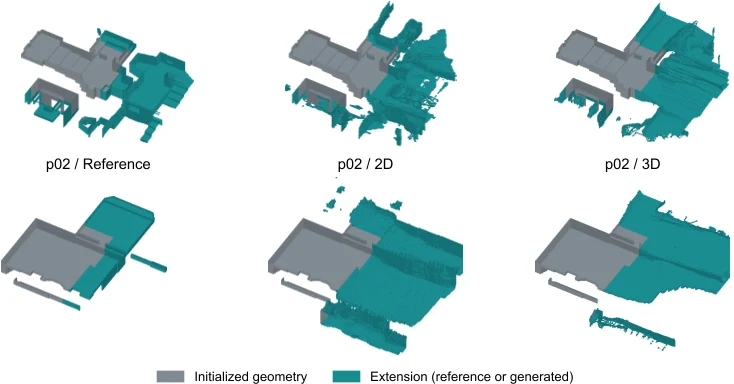 p02 / Reference
p02 / 2D
p02 / 3D
Initialized geometry
Extension (reference or generated)